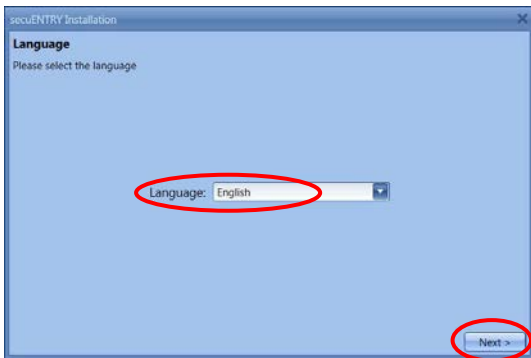 secuENTRY Installation
Language
Please select the language
Language: English
Next >